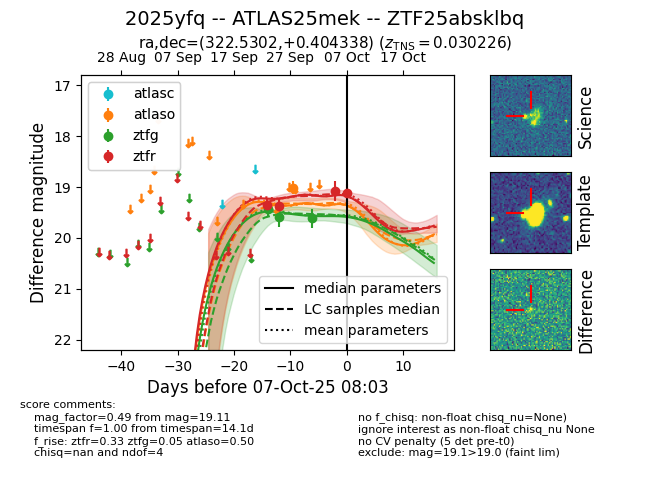 2025yfq -- ATLAS25mek -- ZTF25absklbq
ra,dec=(322.5302,+0.404338) (z_TNS = 0.030226)
28 Aug 07 Sep 17 Sep 27 Sep 07 Oct 17 Oct
17
18
19
20
21
22
Difference magnitude
atlasc
atlaso
ztfg
ztfr
median parameters
LC samples median
mean parameters
−40 −30 −20 −10 0 10
Days before 07-Oct-25 08:03
Science
Template
Difference
score comments:
mag_factor=0.49 from mag=19.11
timespan f=1.00 from timespan=14.1d
f_rise: ztfr=0.33 ztfg=0.05 atlaso=0.50
chisq=nan and ndof=4
no f_chisq: non-float chisq_nu=None)
ignore interest as non-float chisq_nu None
no CV penalty (5 det pre-t0)
exclude: mag=19.1>19.0 (faint lim)